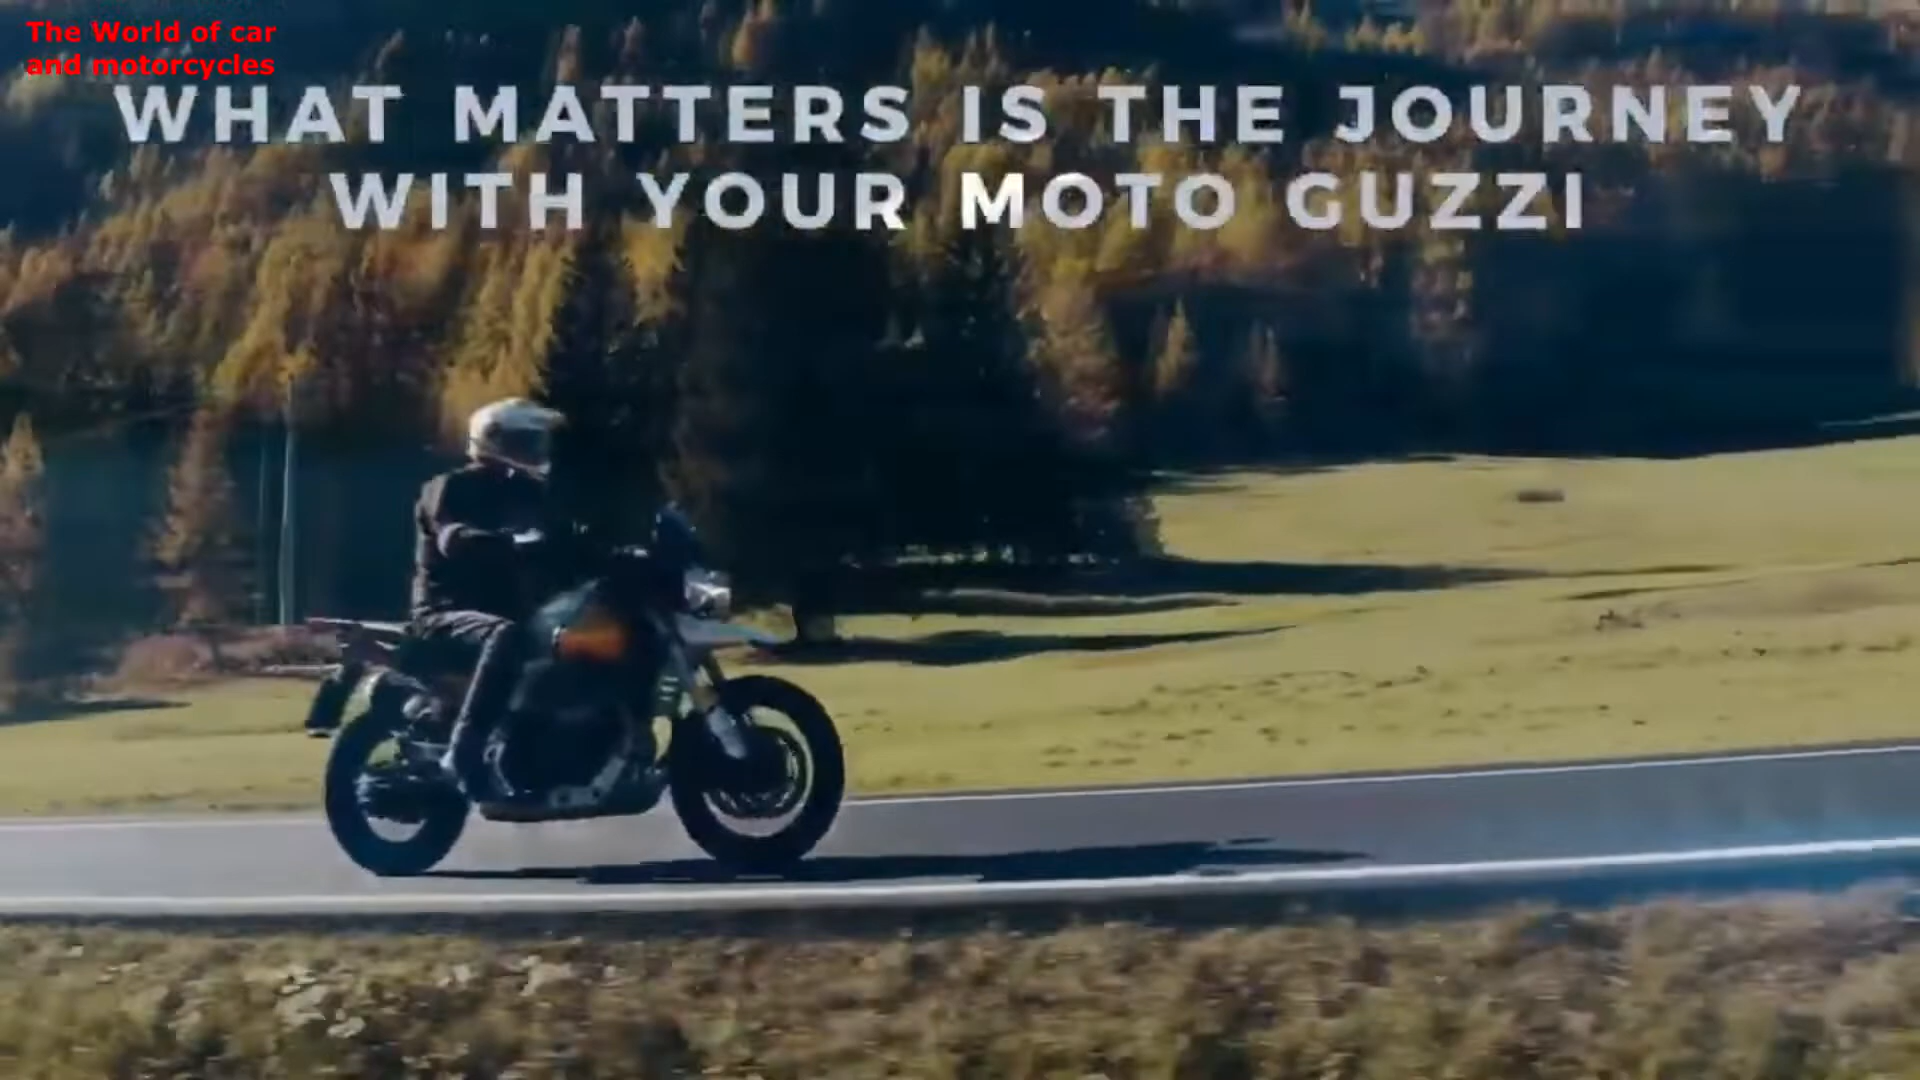 The World of car
and motorcycles
WHAT MATTERS IS THE JOURNEY
WITH YOUR MOTO GUZZI